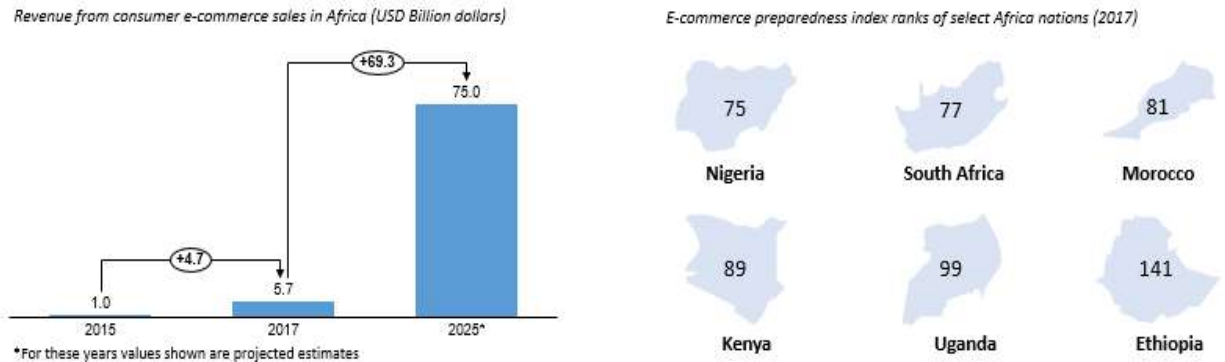 Revenue from consumer e-commerce sales in Africa (USD Billion dollars)
+69.3
75.0
+4.7
1.0
5.7
2015 2017 2025*
*For these years values shown are projected estimates
E-commerce preparedness index ranks of select Africa nations (2017)
75 77 81
Nigeria South Africa Morocco
89 99 141
Kenya Uganda Ethiopia